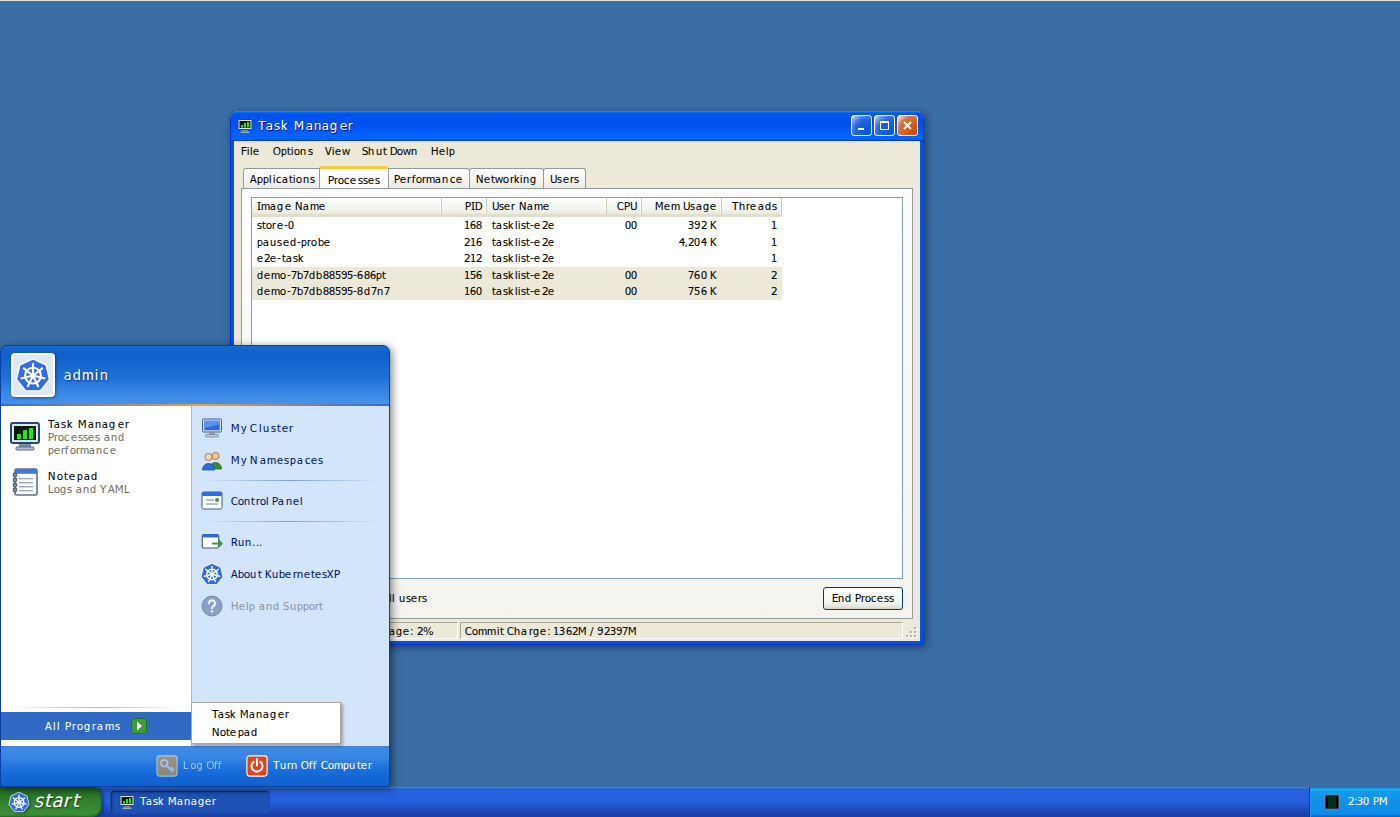 Task Manager
File Options View Shut Down Help
Applications Processes Performance Networking Users
Image Name PID User Name CPU Mem Usage Threads
store-0 168 tasklist-e2e 00 392 K 1
paused-probe 216 tasklist-e2e 4,204 K 1
e2e-task 212 tasklist-e2e 1
demo-7b7db88595-686pt 156 tasklist-e2e 00 760 K 2
demo-7b7db88595-8d7n7 160 tasklist-e2e 00 756 K 2
users
End Process
2%
Commit Charge: 1362M / 92397M
admin
Task Manager
Processes and
performance
Notepad
Logs and YAML
All Programs
My Cluster
My Namespaces
Control Panel
Run...
About KubernetesXP
Help and Support
Task Manager
Notepad
Log Off
Turn Off Computer
start
Task Manager
2:30 PM